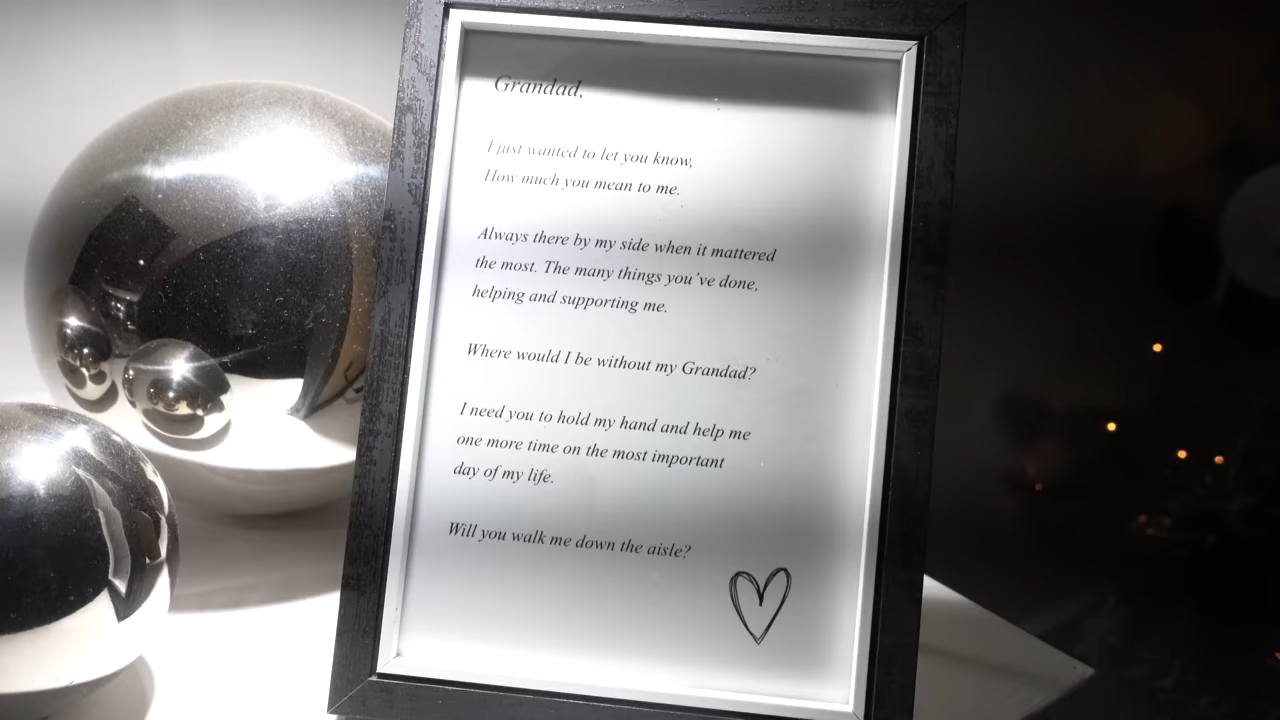 Grandad,
I just wanted to let you know,
How much you mean to me.
Always there by my side when it mattered
the most. The many things you've done,
helping and supporting me.
Where would I be without my Grandad?
I need you to hold my hand and help me
one more time on the most important
day of my life.
Will you walk me down the aisle?